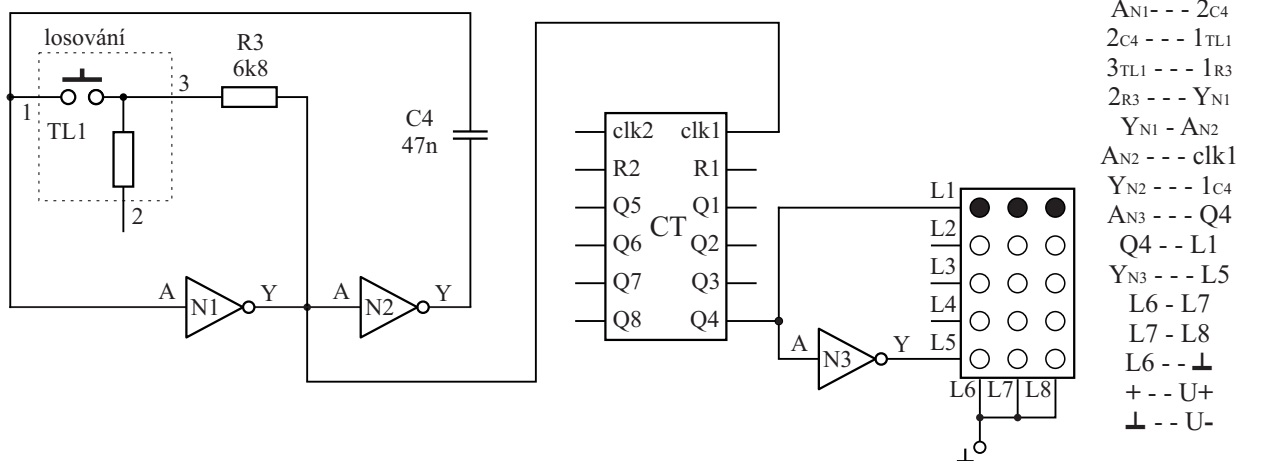 losování
1
TL1
3
2
R3
6k8
C4
47n
A
N1
Y
A
N2
Y
clk2
clk1
R2
R1
Q5
Q1
Q6
CT
Q2
Q7
Q3
Q8
Q4
A
N3
Y
L1
L2
L3
L4
L5
L6
L7
L8
AN1- - - 2C4
2C4 - - - 1TL1
3TL1 - - - 1R3
2R3 - - - YN1
YN1 - AN2
AN2 - - - clk1
YN2 - - - 1C4
AN3 - - - Q4
Q4 - - L1
YN3 - - - L5
L6 - L7
L7 - L8
L6 - - ⊥
+ - - U+
⊥ - - U-